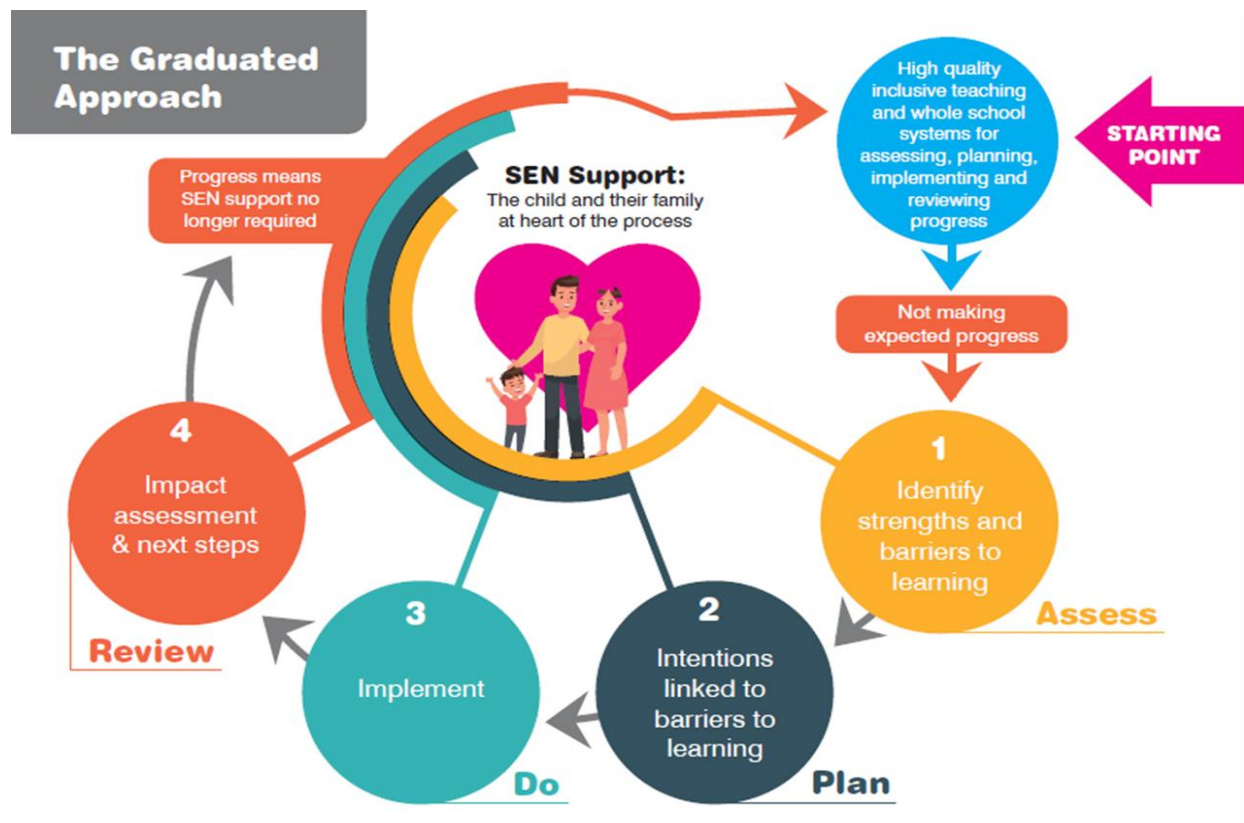 The Graduated
Approach
High quality
inclusive teaching
and whole school
systems for
assessing, planning,
implementing and
reviewing
progress
STARTING
POINT
Progress means
SEN support no
longer required
SEN Support:
The child and their family
at heart of the process
Not making
expected progress
1
Identify
strengths and
barriers to
learning
Assess
2
Intentions
linked to
barriers to
learning
Plan
3
Implement
Do
4
Impact
assessment
& next steps
Review